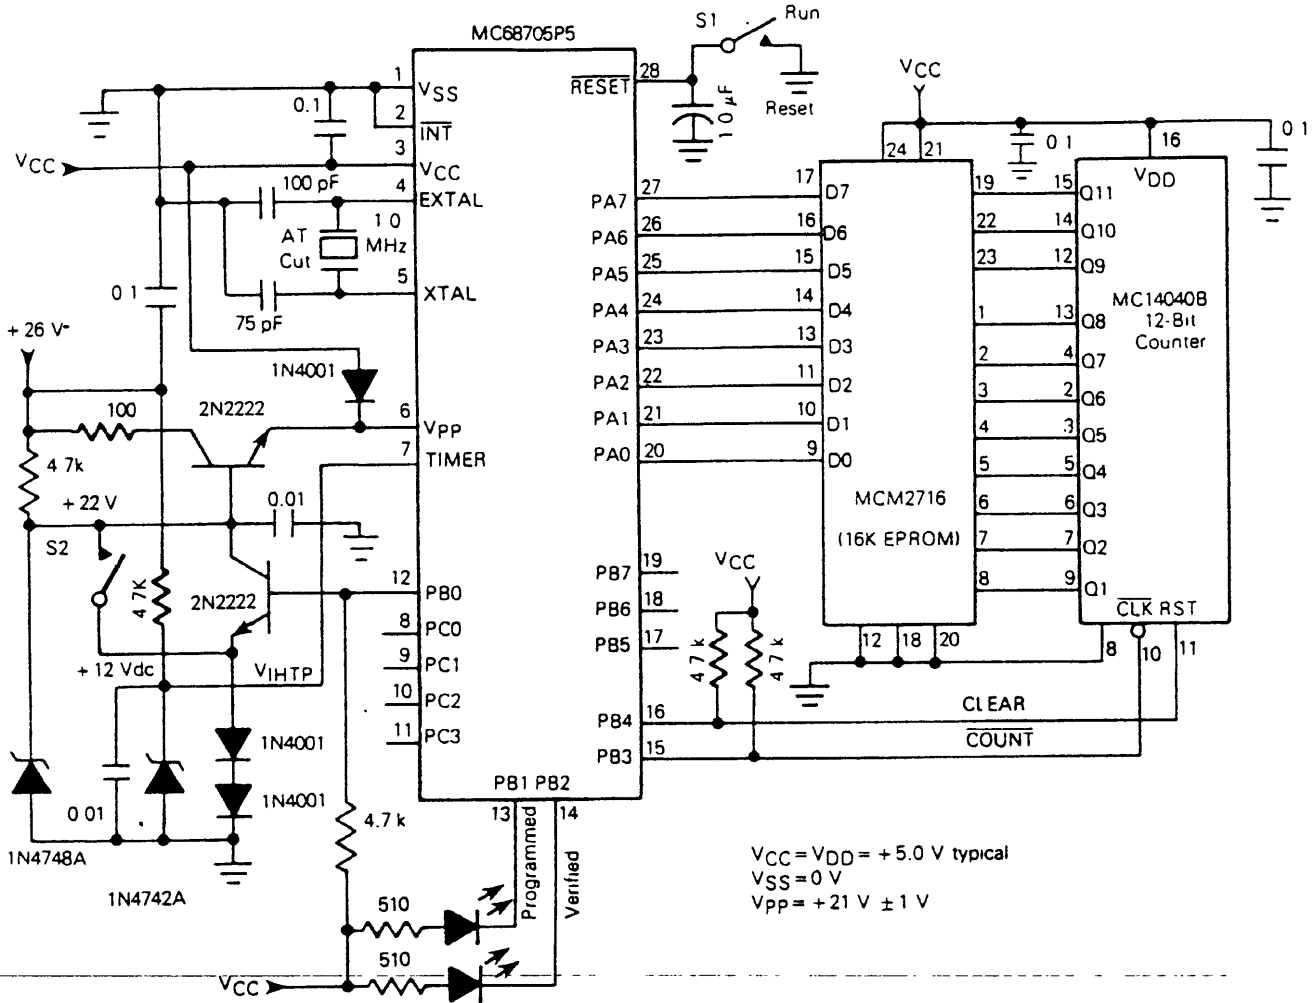 MC68705P5
S1
Run
Reset
10 µF
28
RESET
1
VSS
2
INT
3
VCC
4
EXTAL
5
XTAL
6
VPP
7
TIMER
12
PB0
8
PC0
9
PC1
10
PC2
11
PC3
PB1 PB2
13
14
Programmed
Verified
VCC
0.1
100 pF
AT
Cut
1 0
MHz
75 pF
0 1
+ 26 V
1N4001
100
2N2222
4 7k
+ 22 V
0.01
S2
4 7K
2N2222
+ 12 Vdc
VIHTP
1N4001
1N4001
0 01
1N4748A
1N4742A
4.7 k
510
510
VCC
PA7
27
PA6
26
PA5
25
PA4
24
PA3
23
PA2
22
PA1
21
PA0
20
PB7
19
PB6
18
PB5
17
PB4
16
PB3
15
VCC
4 7 k
4 7 k
CLEAR
COUNT
VCC
24
21
0 1
16
VDD
0 1
17
D7
16
D6
15
D5
14
D4
13
D3
11
D2
10
D1
9
D0
MCM2716
(16K EPROM)
12
18
20
19
15
Q11
22
14
Q10
23
12
Q9
1
13
Q8
2
4
Q7
3
2
Q6
4
3
Q5
5
5
Q4
6
6
Q3
7
7
Q2
8
9
Q1
MC14040B
12-Bit
Counter
CLK RST
8
10
11
VCC = VDD = +5.0 V typical
VSS = 0 V
VPP = +21 V ± 1 V